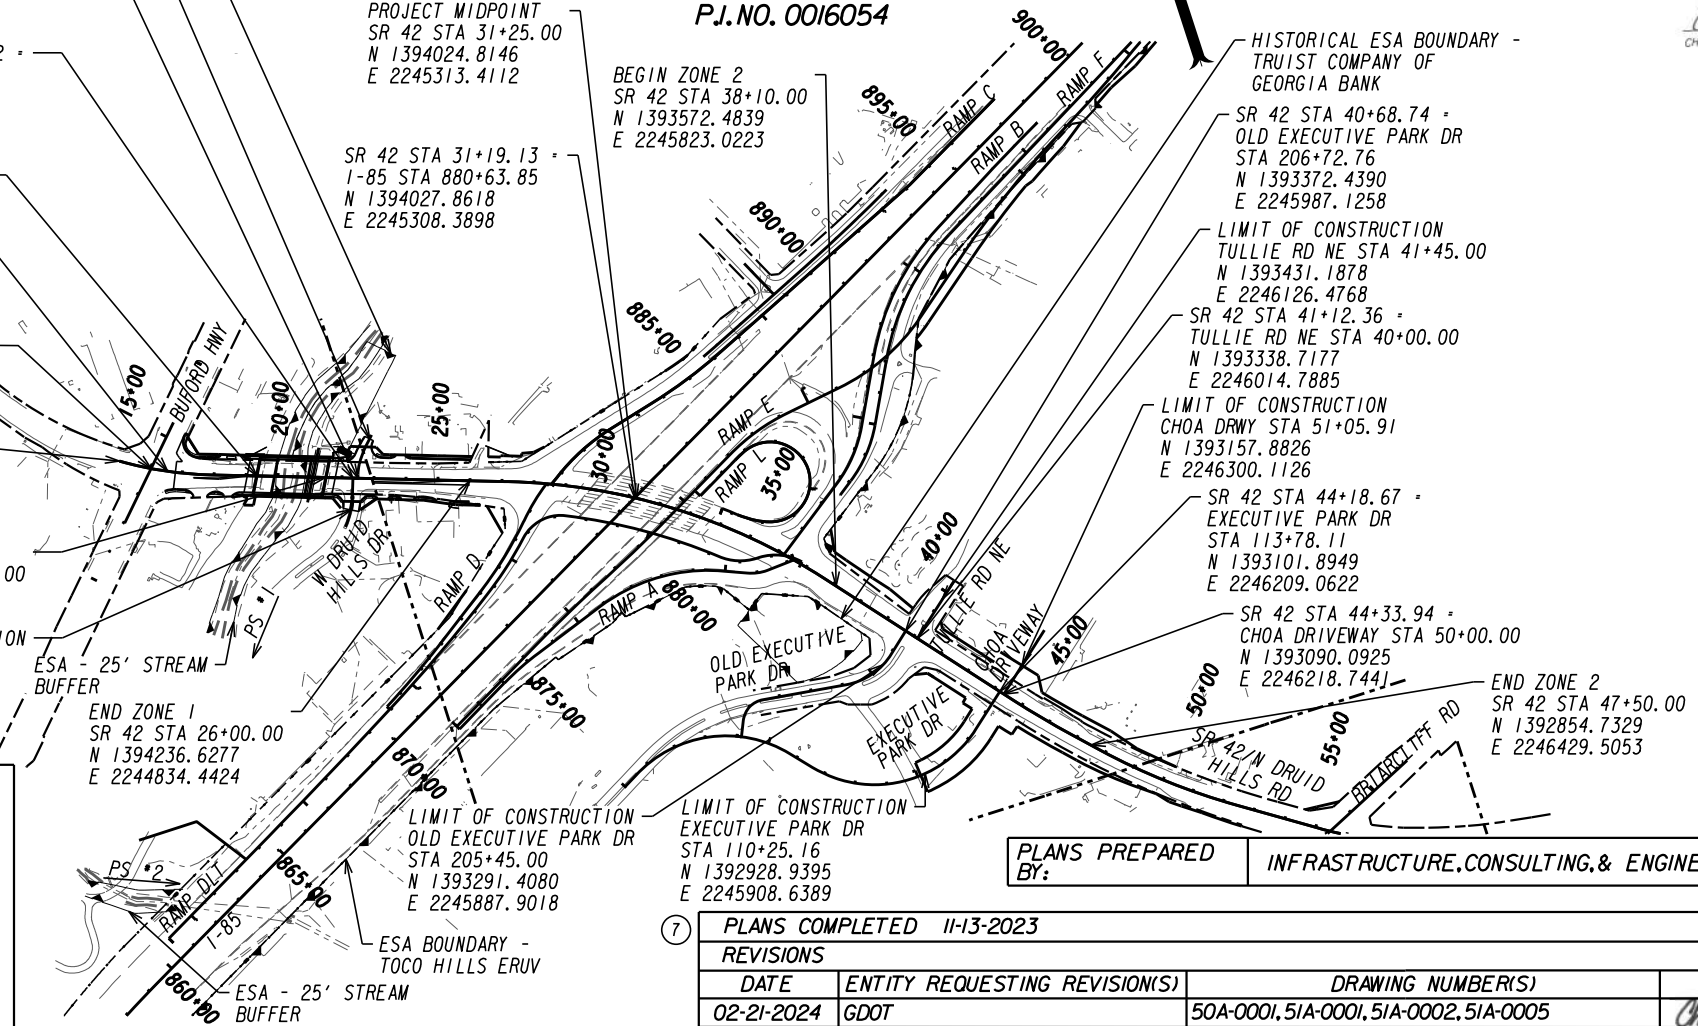 P.I. NO. 0016054
PROJECT MIDPOINT
SR 42 STA 31+25.00
N 1394024.8146
E 2245313.4112
BEGIN ZONE 2
SR 42 STA 38+10.00
N 1393572.4839
E 2245823.0223
SR 42 STA 31+19.13 =
I-85 STA 880+63.85
N 1394027.8618
E 2245308.3898
2 =
HISTORICAL ESA BOUNDARY -
TRUIST COMPANY OF
GEORGIA BANK
SR 42 STA 40+68.74 =
OLD EXECUTIVE PARK DR
STA 206+72.76
N 1393372.4390
E 2245987.1258
LIMIT OF CONSTRUCTION
TULLIE RD NE STA 41+45.00
N 1393431.1878
E 2246126.4768
SR 42 STA 41+12.36 =
TULLIE RD NE STA 40+00.00
N 1393338.7177
E 2246014.7885
LIMIT OF CONSTRUCTION
CHOA DRWY STA 51+05.91
N 1393157.8826
E 2246300.1126
SR 42 STA 44+18.67 =
EXECUTIVE PARK DR
STA 113+78.11
N 1393101.8949
E 2246209.0622
SR 42 STA 44+33.94 =
CHOA DRIVEWAY STA 50+00.00
N 1393090.0925
E 2246218.7441
END ZONE 2
SR 42 STA 47+50.00
N 1392854.7329
E 2246429.5053
900+00
895+00
890+00
885+00
880+00
875+00
870+00
865+00
860+00
RAMP F
RAMP C
RAMP B
RAMP E
RAMP L
RAMP D
RAMP A
RAMP DLT
I-85
15+00
20+00
25+00
30+00
35+00
40+00
45+00
50+00
55+00
BUFORD HWY
W DRUID
HILLS DR.
PS #1
PS #2
TULLIE RD NE
CHOA
DRIVEWAY
OLD EXECUTIVE
PARK DR
EXECUTIVE
PARK DR
SR 42/N DRUID
HILLS RD
BRIARCLIFF RD
00
ION
ESA - 25' STREAM
BUFFER
END ZONE 1
SR 42 STA 26+00.00
N 1394236.6277
E 2244834.4424
LIMIT OF CONSTRUCTION
OLD EXECUTIVE PARK DR
STA 205+45.00
N 1393291.4080
E 2245887.9018
LIMIT OF CONSTRUCTION
EXECUTIVE PARK DR
STA 110+25.16
N 1392928.9395
E 2245908.6389
ESA BOUNDARY -
TOCO HILLS ERUV
ESA - 25' STREAM
BUFFER
PLANS PREPARED
BY:
INFRASTRUCTURE, CONSULTING, & ENGINE
7
PLANS COMPLETED 11-13-2023
REVISIONS
DATE ENTITY REQUESTING REVISION(S) DRAWING NUMBER(S)
02-21-2024 GDOT 50A-0001, 51A-0001, 51A-0002, 51A-0005